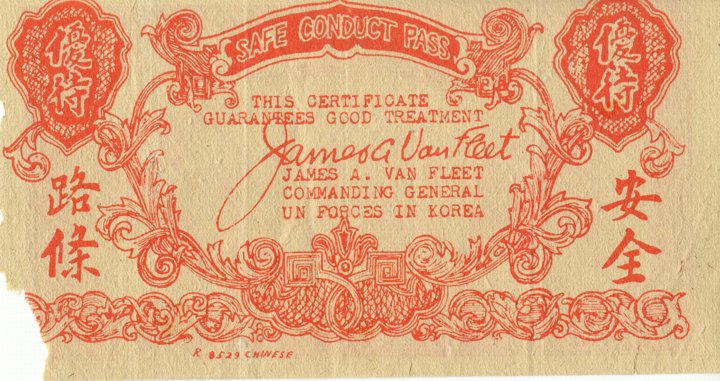 SAFE CONDUCT PASS
優待
優待
THIS CERTIFICATE
GUARANTEES GOOD TREATMENT
James A Van Fleet
JAMES A. VAN FLEET
COMMANDING GENERAL
UN FORCES IN KOREA
安全
路條
R 8529 CHINESE